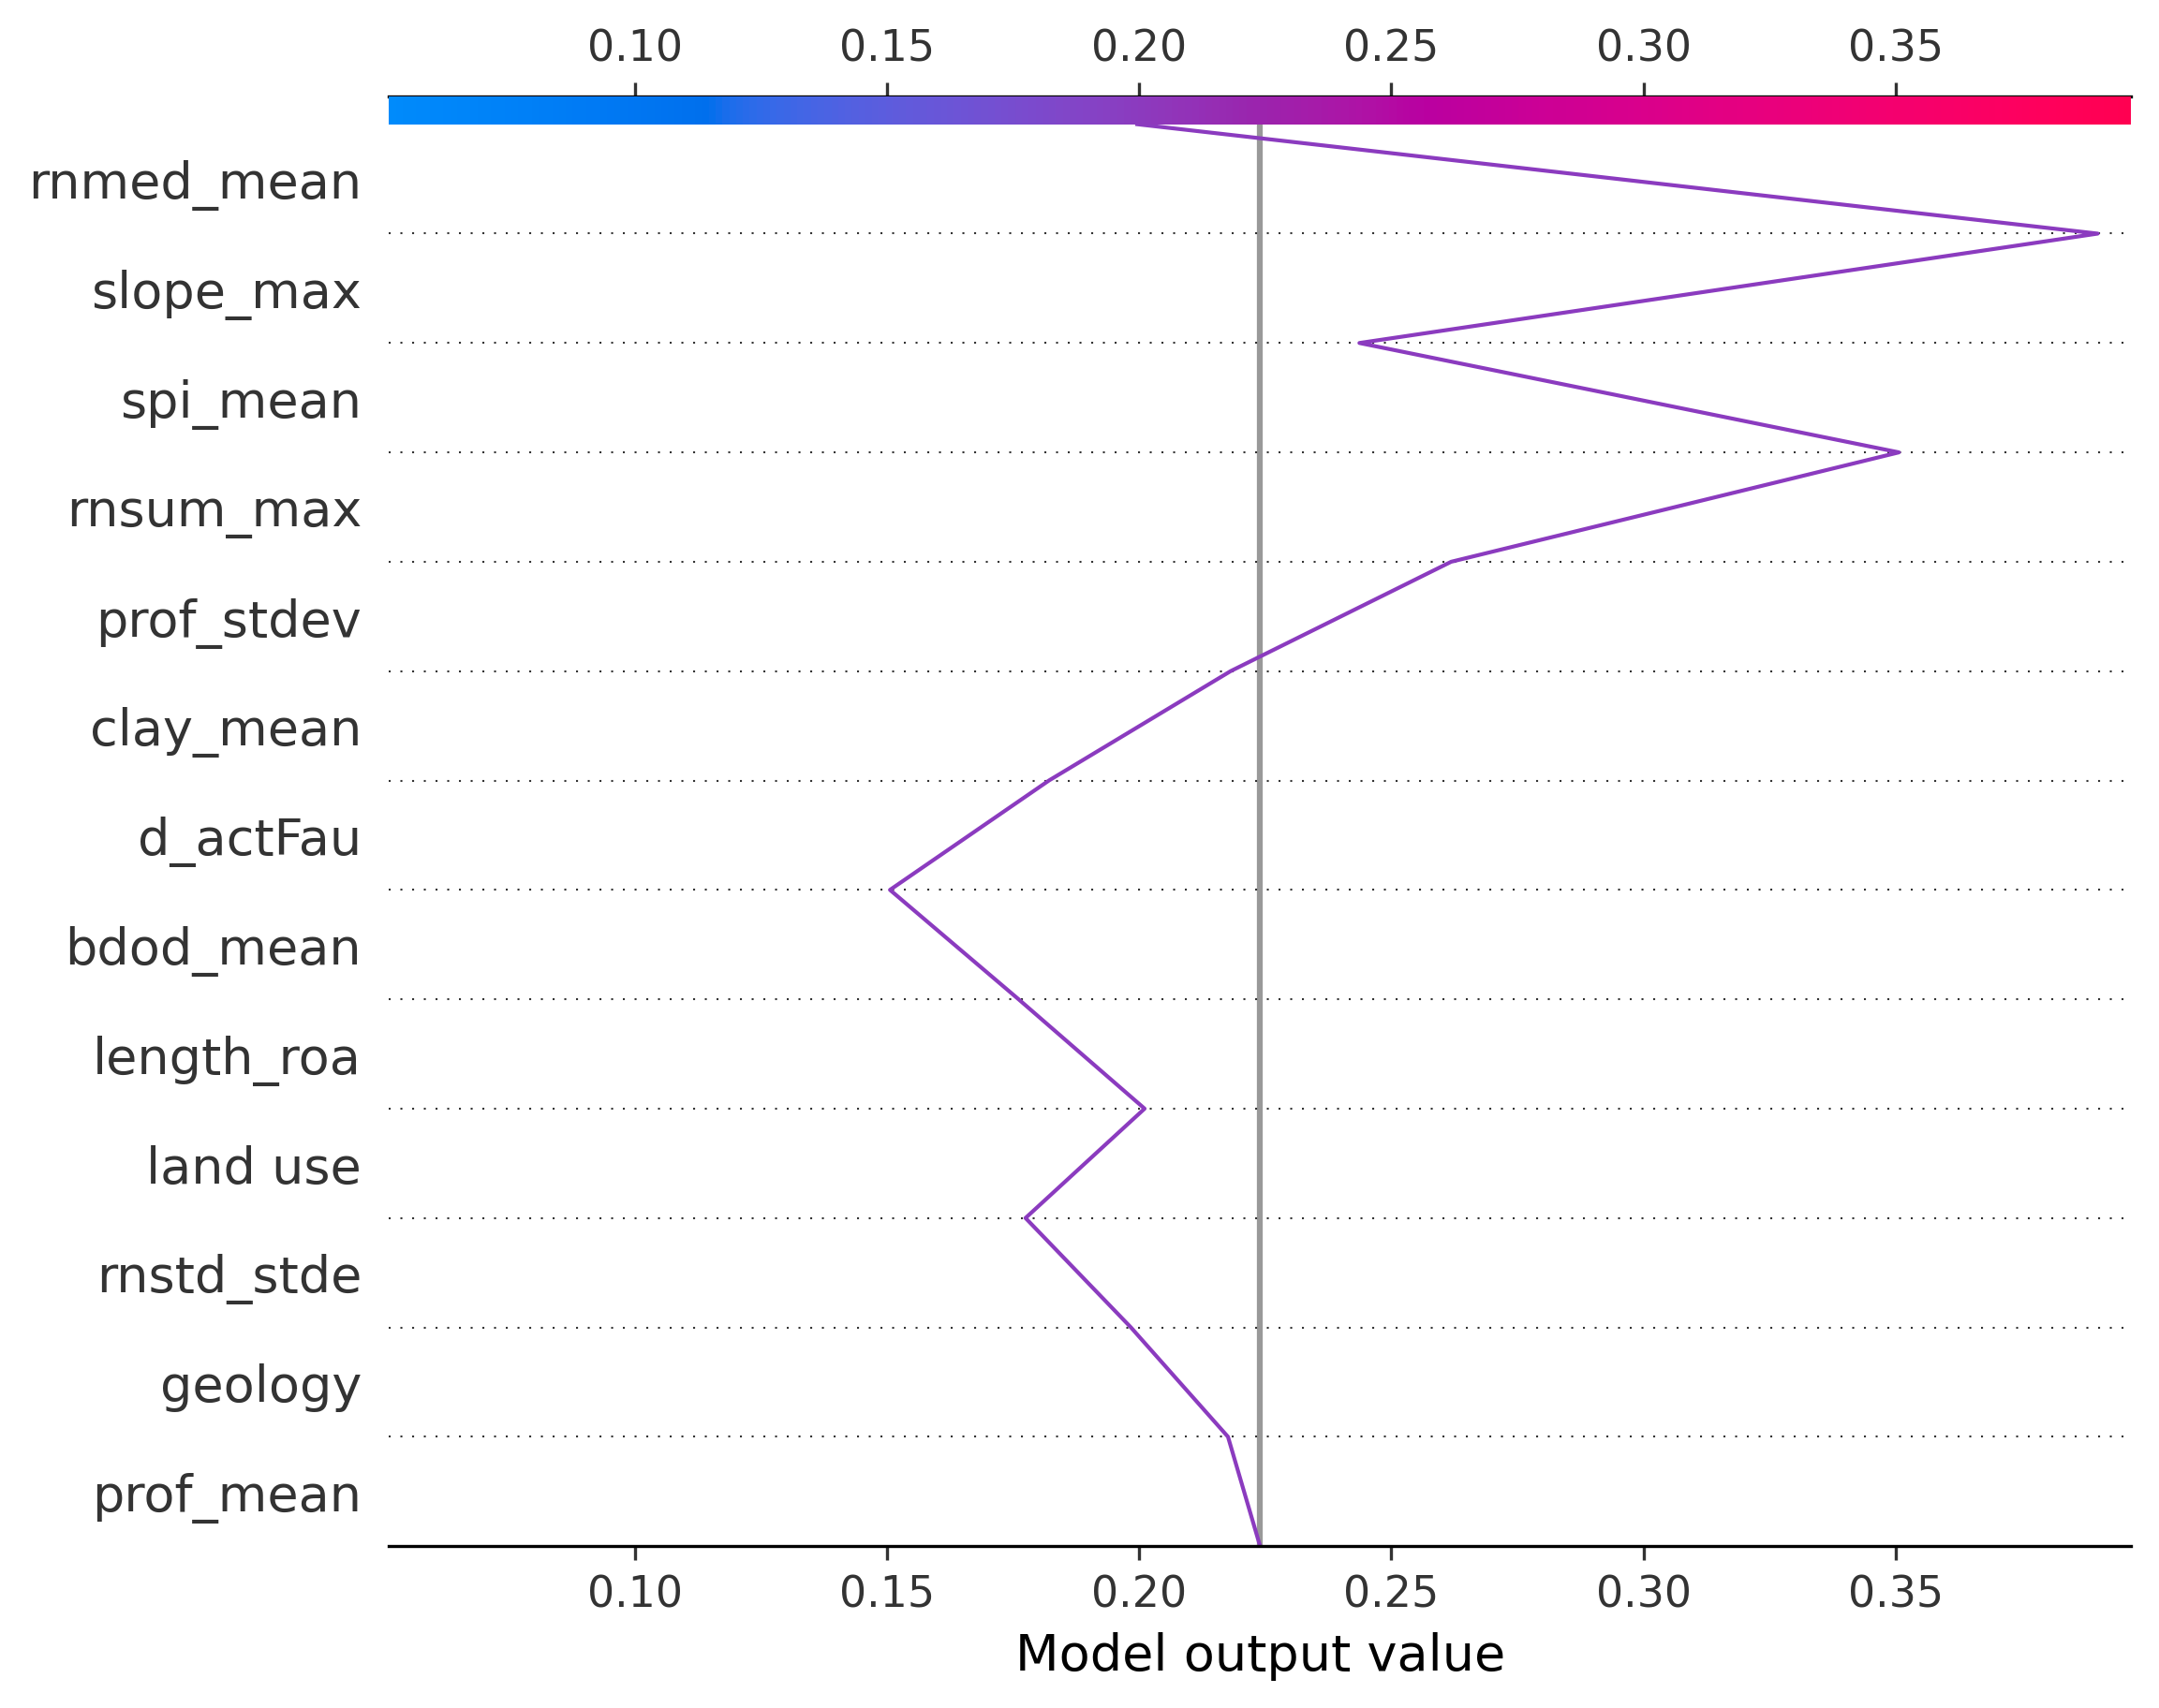 0.10 0.15 0.20 0.25 0.30 0.35
rnmed_mean
slope_max
spi_mean
rnsum_max
prof_stdev
clay_mean
d_actFau
bdod_mean
length_roa
land use
rnstd_stde
geology
prof_mean
0.10 0.15 0.20 0.25 0.30 0.35
Model output value